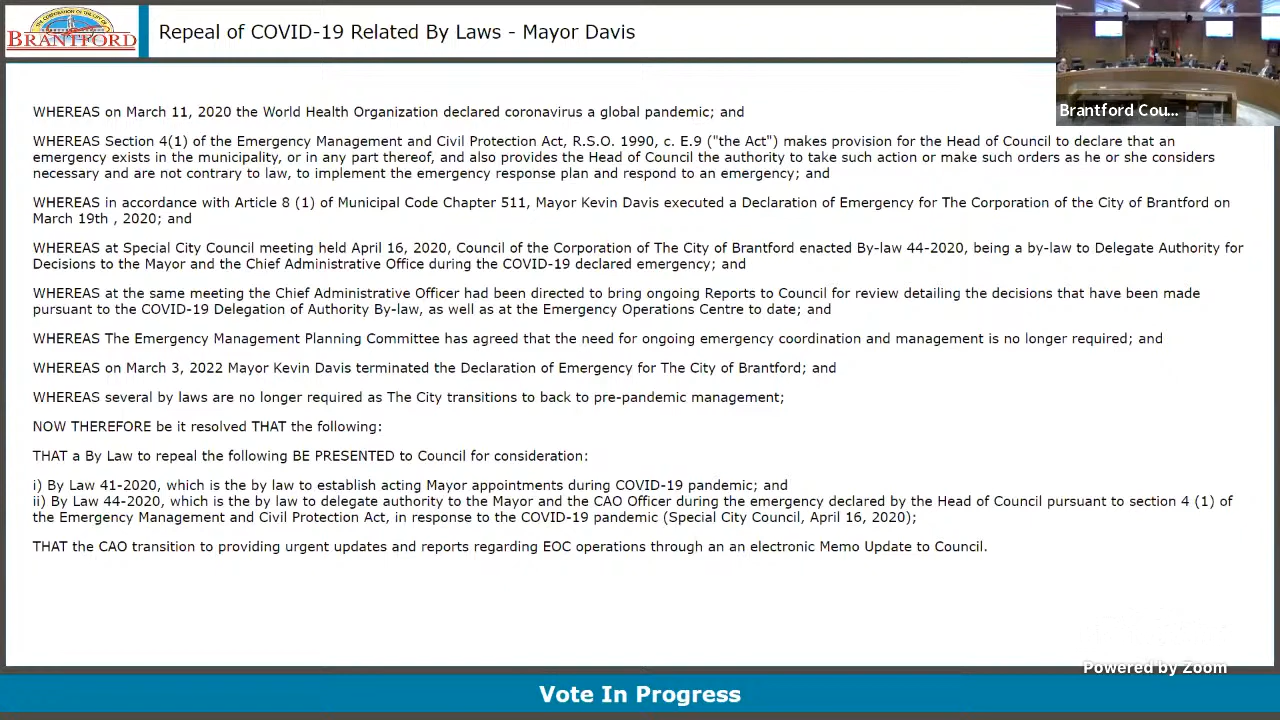 THE CORPORATION OF THE CITY OF
BRANTFORD
Repeal of COVID-19 Related By Laws - Mayor Davis
Brantford Cou...
WHEREAS on March 11, 2020 the World Health Organization declared coronavirus a global pandemic; and
WHEREAS Section 4(1) of the Emergency Management and Civil Protection Act, R.S.O. 1990, c. E.9 ("the Act") makes provision for the Head of Council to declare that an
emergency exists in the municipality, or in any part thereof, and also provides the Head of Council the authority to take such action or make such orders as he or she considers
necessary and are not contrary to law, to implement the emergency response plan and respond to an emergency; and
WHEREAS in accordance with Article 8 (1) of Municipal Code Chapter 511, Mayor Kevin Davis executed a Declaration of Emergency for The Corporation of the City of Brantford on
March 19th , 2020; and
WHEREAS at Special City Council meeting held April 16, 2020, Council of the Corporation of The City of Brantford enacted By-law 44-2020, being a by-law to Delegate Authority for
Decisions to the Mayor and the Chief Administrative Office during the COVID-19 declared emergency; and
WHEREAS at the same meeting the Chief Administrative Officer had been directed to bring ongoing Reports to Council for review detailing the decisions that have been made
pursuant to the COVID-19 Delegation of Authority By-law, as well as at the Emergency Operations Centre to date; and
WHEREAS The Emergency Management Planning Committee has agreed that the need for ongoing emergency coordination and management is no longer required; and
WHEREAS on March 3, 2022 Mayor Kevin Davis terminated the Declaration of Emergency for The City of Brantford; and
WHEREAS several by laws are no longer required as The City transitions to back to pre-pandemic management;
NOW THEREFORE be it resolved THAT the following:
THAT a By Law to repeal the following BE PRESENTED to Council for consideration:
i) By Law 41-2020, which is the by law to establish acting Mayor appointments during COVID-19 pandemic; and
ii) By Law 44-2020, which is the by law to delegate authority to the Mayor and the CAO Officer during the emergency declared by the Head of Council pursuant to section 4 (1) of
the Emergency Management and Civil Protection Act, in response to the COVID-19 pandemic (Special City Council, April 16, 2020);
THAT the CAO transition to providing urgent updates and reports regarding EOC operations through an an electronic Memo Update to Council.
Powered by Zoom
Vote In Progress